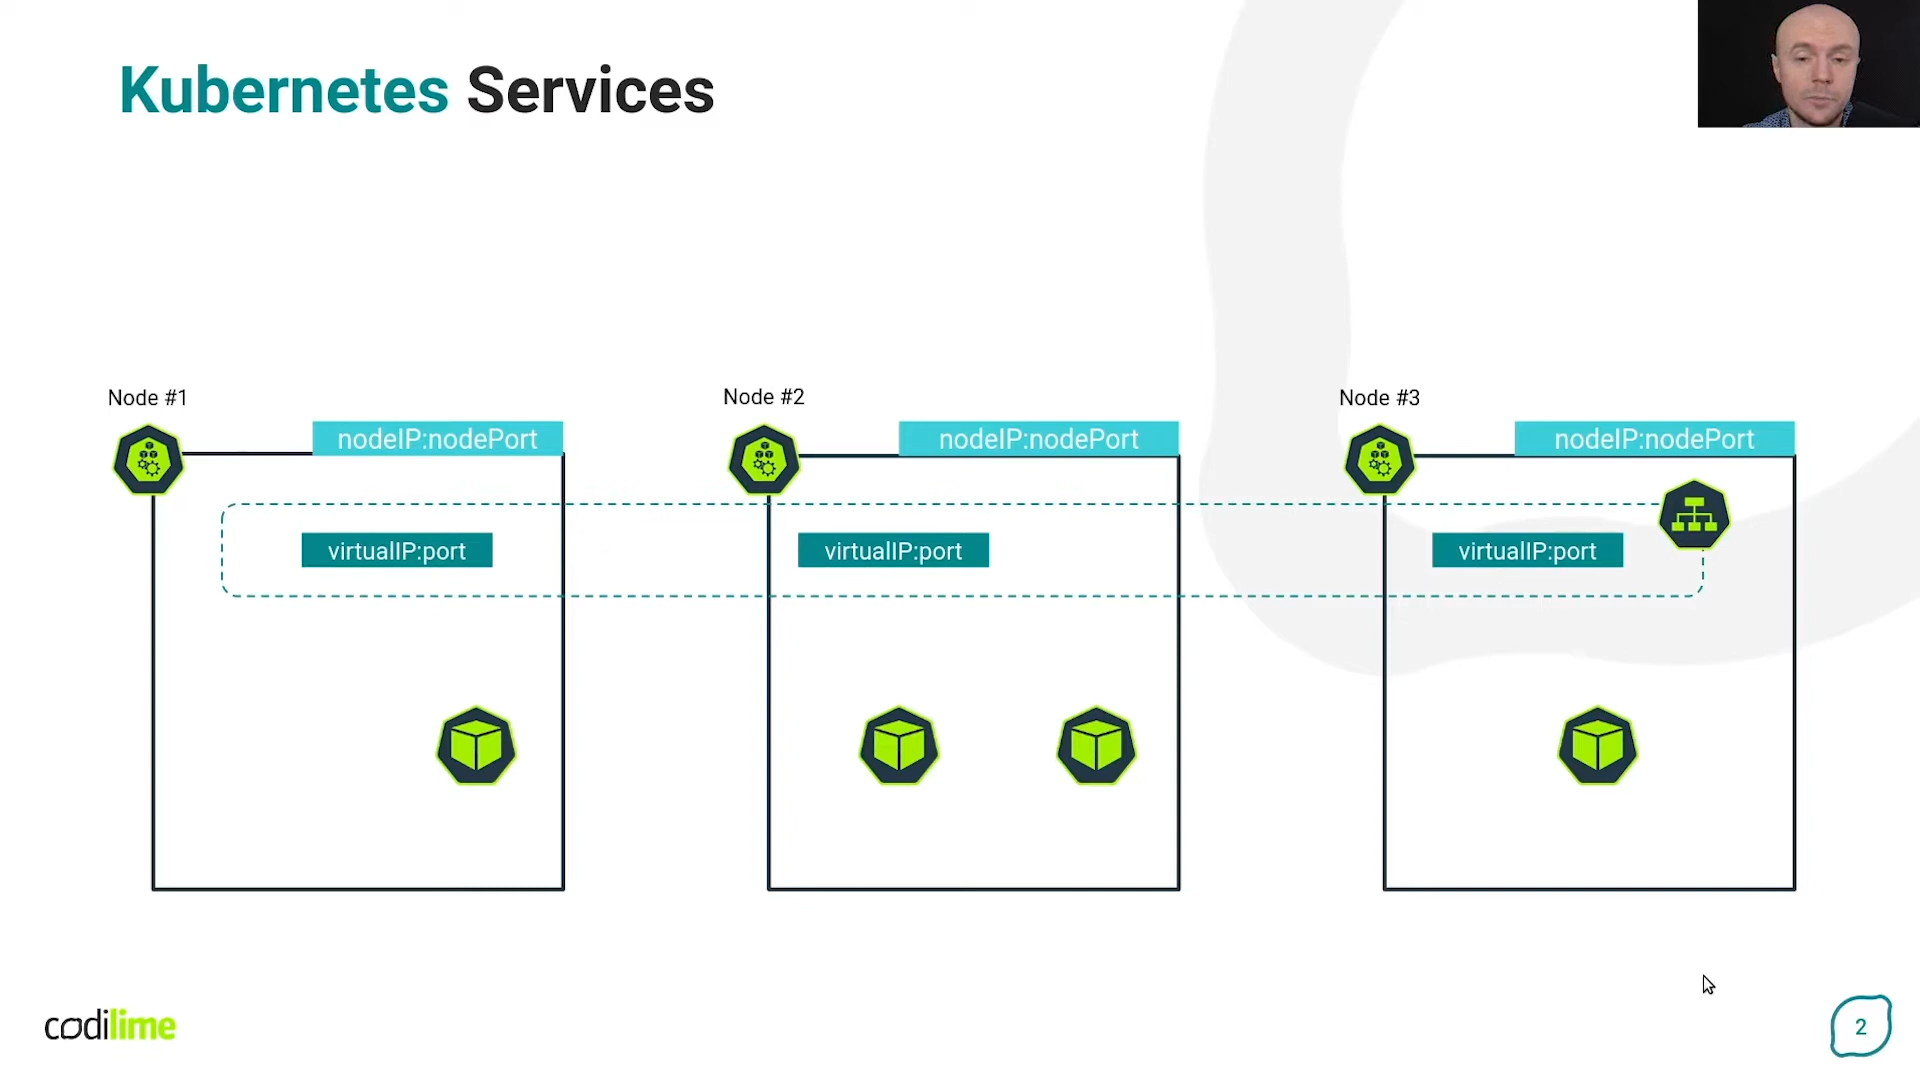 Kubernetes Services
Node #1
Node #2
Node #3
nodeIP:nodePort
nodeIP:nodePort
nodeIP:nodePort
virtualIP:port
virtualIP:port
virtualIP:port
codilime
2